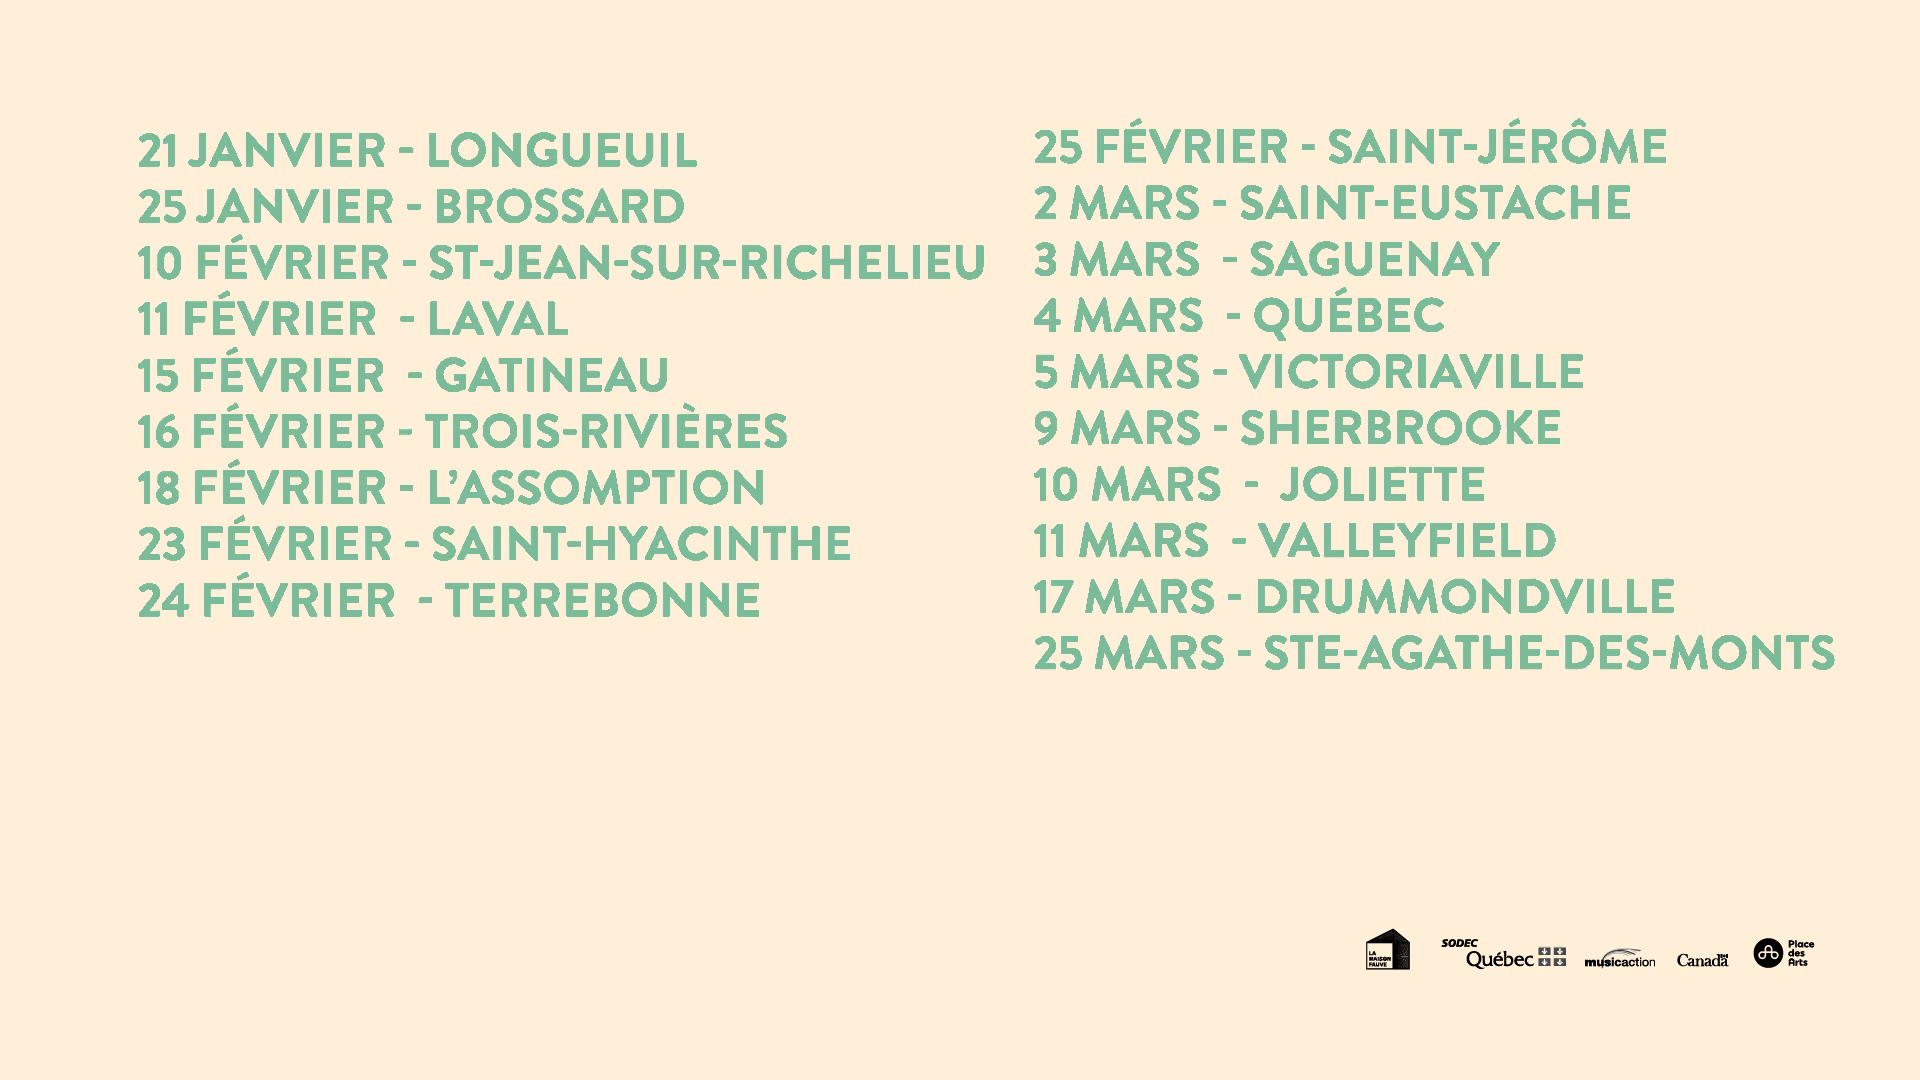 21 JANVIER - LONGUEUIL
25 JANVIER - BROSSARD
10 FÉVRIER - ST-JEAN-SUR-RICHELIEU
11 FÉVRIER - LAVAL
15 FÉVRIER - GATINEAU
16 FÉVRIER - TROIS-RIVIÈRES
18 FÉVRIER - L’ASSOMPTION
23 FÉVRIER - SAINT-HYACINTHE
24 FÉVRIER - TERREBONNE
25 FÉVRIER - SAINT-JÉRÔME
2 MARS - SAINT-EUSTACHE
3 MARS - SAGUENAY
4 MARS - QUÉBEC
5 MARS - VICTORIAVILLE
9 MARS - SHERBROOKE
10 MARS - JOLIETTE
11 MARS - VALLEYFIELD
17 MARS - DRUMMONDVILLE
25 MARS - STE-AGATHE-DES-MONTS
LA
MAISON
FAUVE
SODEC
Québec
musicaction
Canada
Place
des
Arts